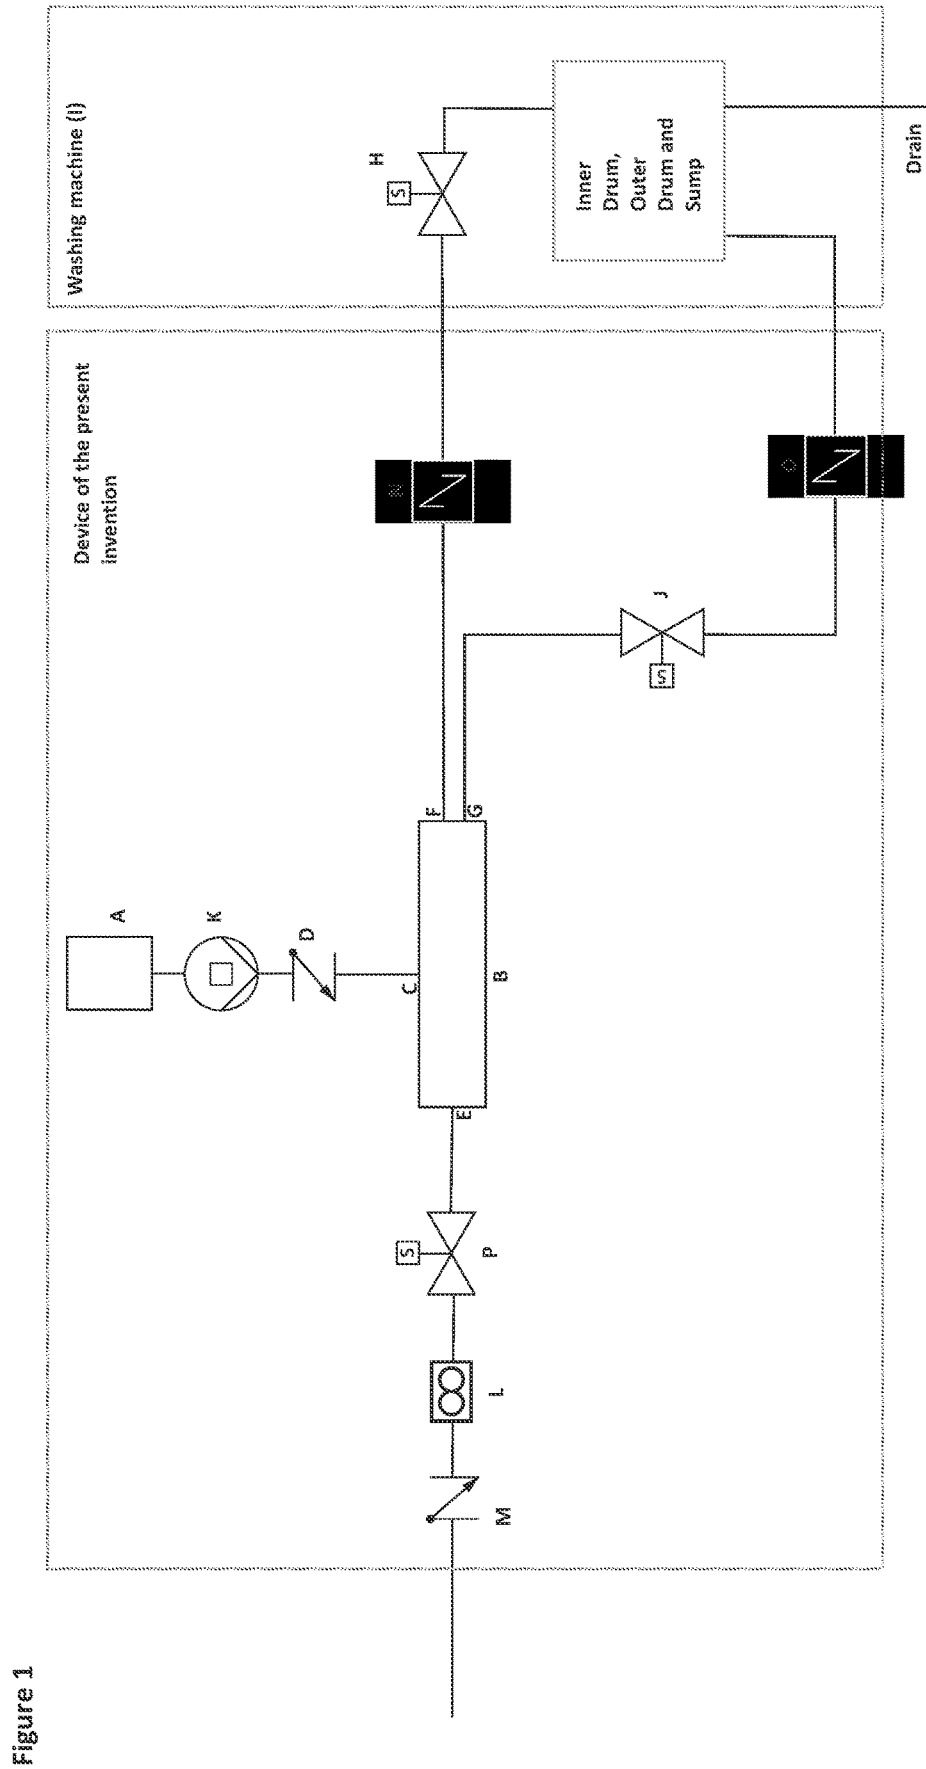 Figure 1
Device of the present
invention
Washing machine (I)
A
K
D
C
B
E
F
G
M
L
S
P
N
S
J
O
S
H
Inner
Drum,
Outer
Drum and
Sump
Drain